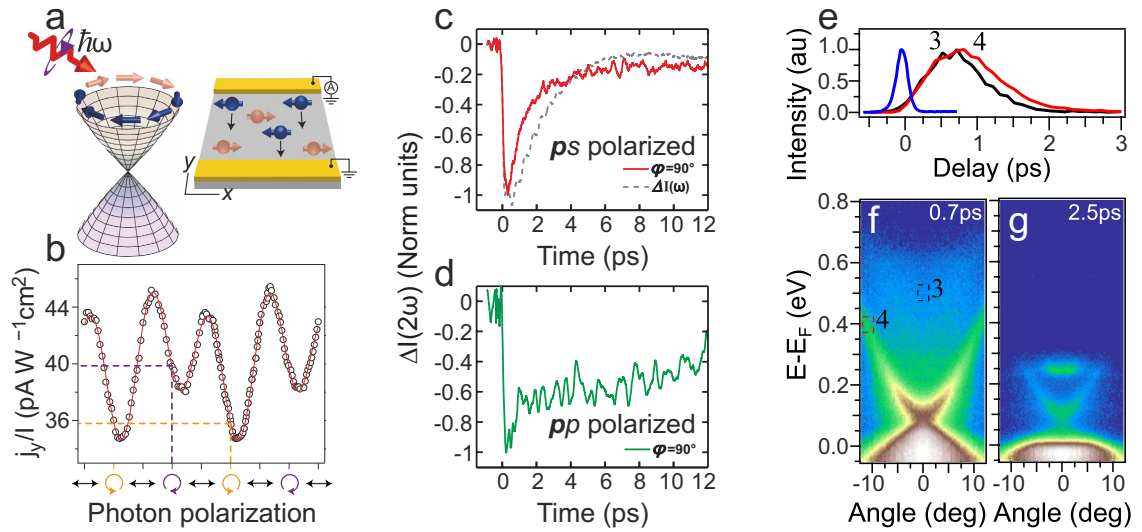 a
ħω
A
y
x
b
j_y/I (pA W ⁻¹cm2)
44
40
36
Photon polarization
c
ΔI(2ω) (Norm units)
0
-0.2
-0.4
-0.6
-0.8
-1
ps polarized
φ=90°
ΔI(ω)
0 2 4 6 8 10 12
Time (ps)
d
0
-0.2
-0.4
-0.6
-0.8
-1
pp polarized
φ=90°
0 2 4 6 8 10 12
Time (ps)
e
Intensity (au)
1.0
0.5
0.0
3 4
0 1 2 3
Delay (ps)
f 0.7ps
E-E_F (eV)
0.8
0.6
0.4
0.2
0.0
3
4
-10 0 10
Angle (deg)
g 2.5ps
-10 0 10
Angle (deg)